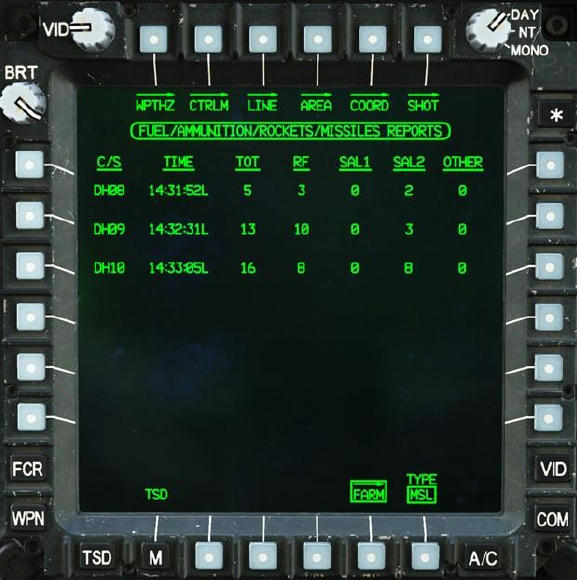 VID
DAY
NT
MONO
BRT
*
WPTHZ CTRLM LINE AREA COORD SHOT
FUEL/AMMUNITION/ROCKETS/MISSILES REPORTS
C/S TIME TOT RF SAL1 SAL2 OTHER
DH08 14:31:52L 5 3 0 2 0
DH09 14:32:31L 13 10 0 3 0
DH10 14:33:05L 16 8 0 8 0
FCR
VID
TYPE
TSD FARM MSL
WPN
COM
TSD M A/C